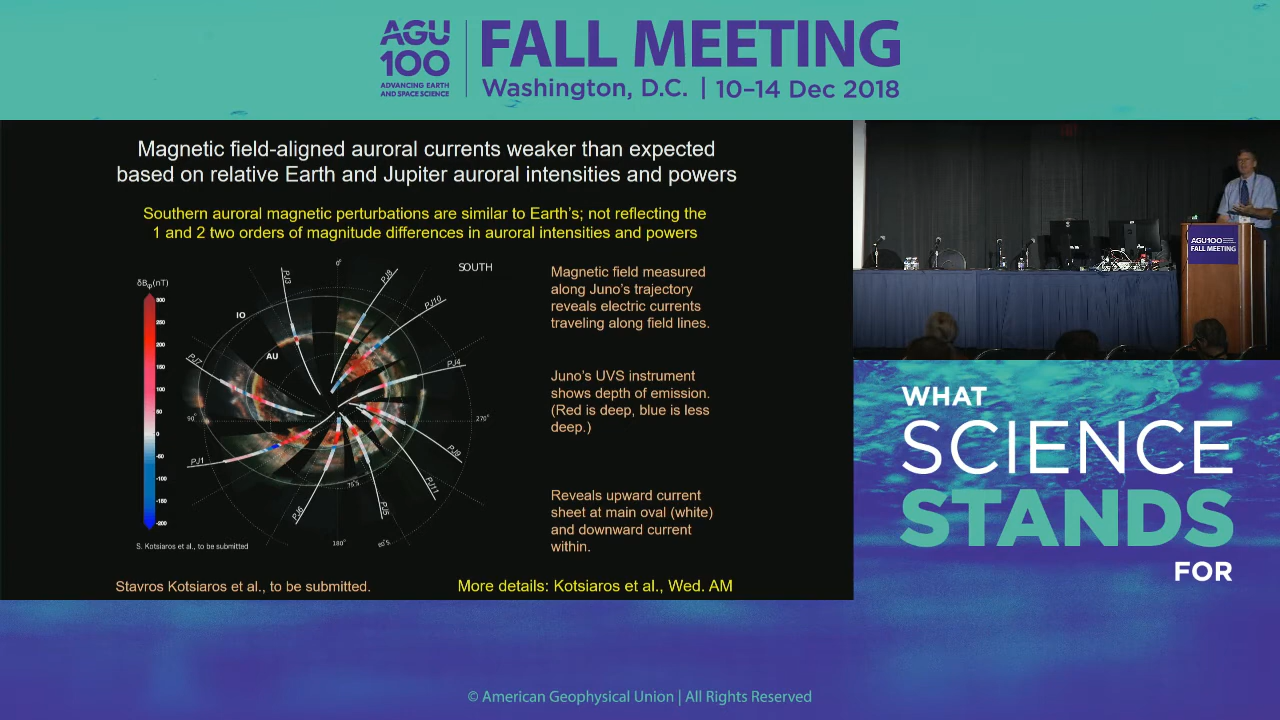 AGU
100
ADVANCING EARTH
AND SPACE SCIENCE
FALL MEETING
Washington, D.C. | 10–14 Dec 2018
Magnetic field-aligned auroral currents weaker than expected
based on relative Earth and Jupiter auroral intensities and powers
Southern auroral magnetic perturbations are similar to Earth's; not reflecting the
1 and 2 two orders of magnitude differences in auroral intensities and powers
δBφ(nT)
300
250
200
150
100
50
0
-50
-100
-150
-200
SOUTH
0°
90°
180°
270°
75°S
60°S
IO
AU
PJ3
PJ8
PJ10
PJ4
PJ7
PJ1
PJ6
PJ5
PJ11
PJ9
S. Kotsiaros et al., to be submitted
Magnetic field measured
along Juno's trajectory
reveals electric currents
traveling along field lines.
Juno's UVS instrument
shows depth of emission.
(Red is deep, blue is less
deep.)
Reveals upward current
sheet at main oval (white)
and downward current
within.
Stavros Kotsiaros et al., to be submitted.
More details: Kotsiaros et al., Wed. AM
AGU100
FALL MEETING
WHAT
SCIENCE
STANDS
FOR
© American Geophysical Union | All Rights Reserved